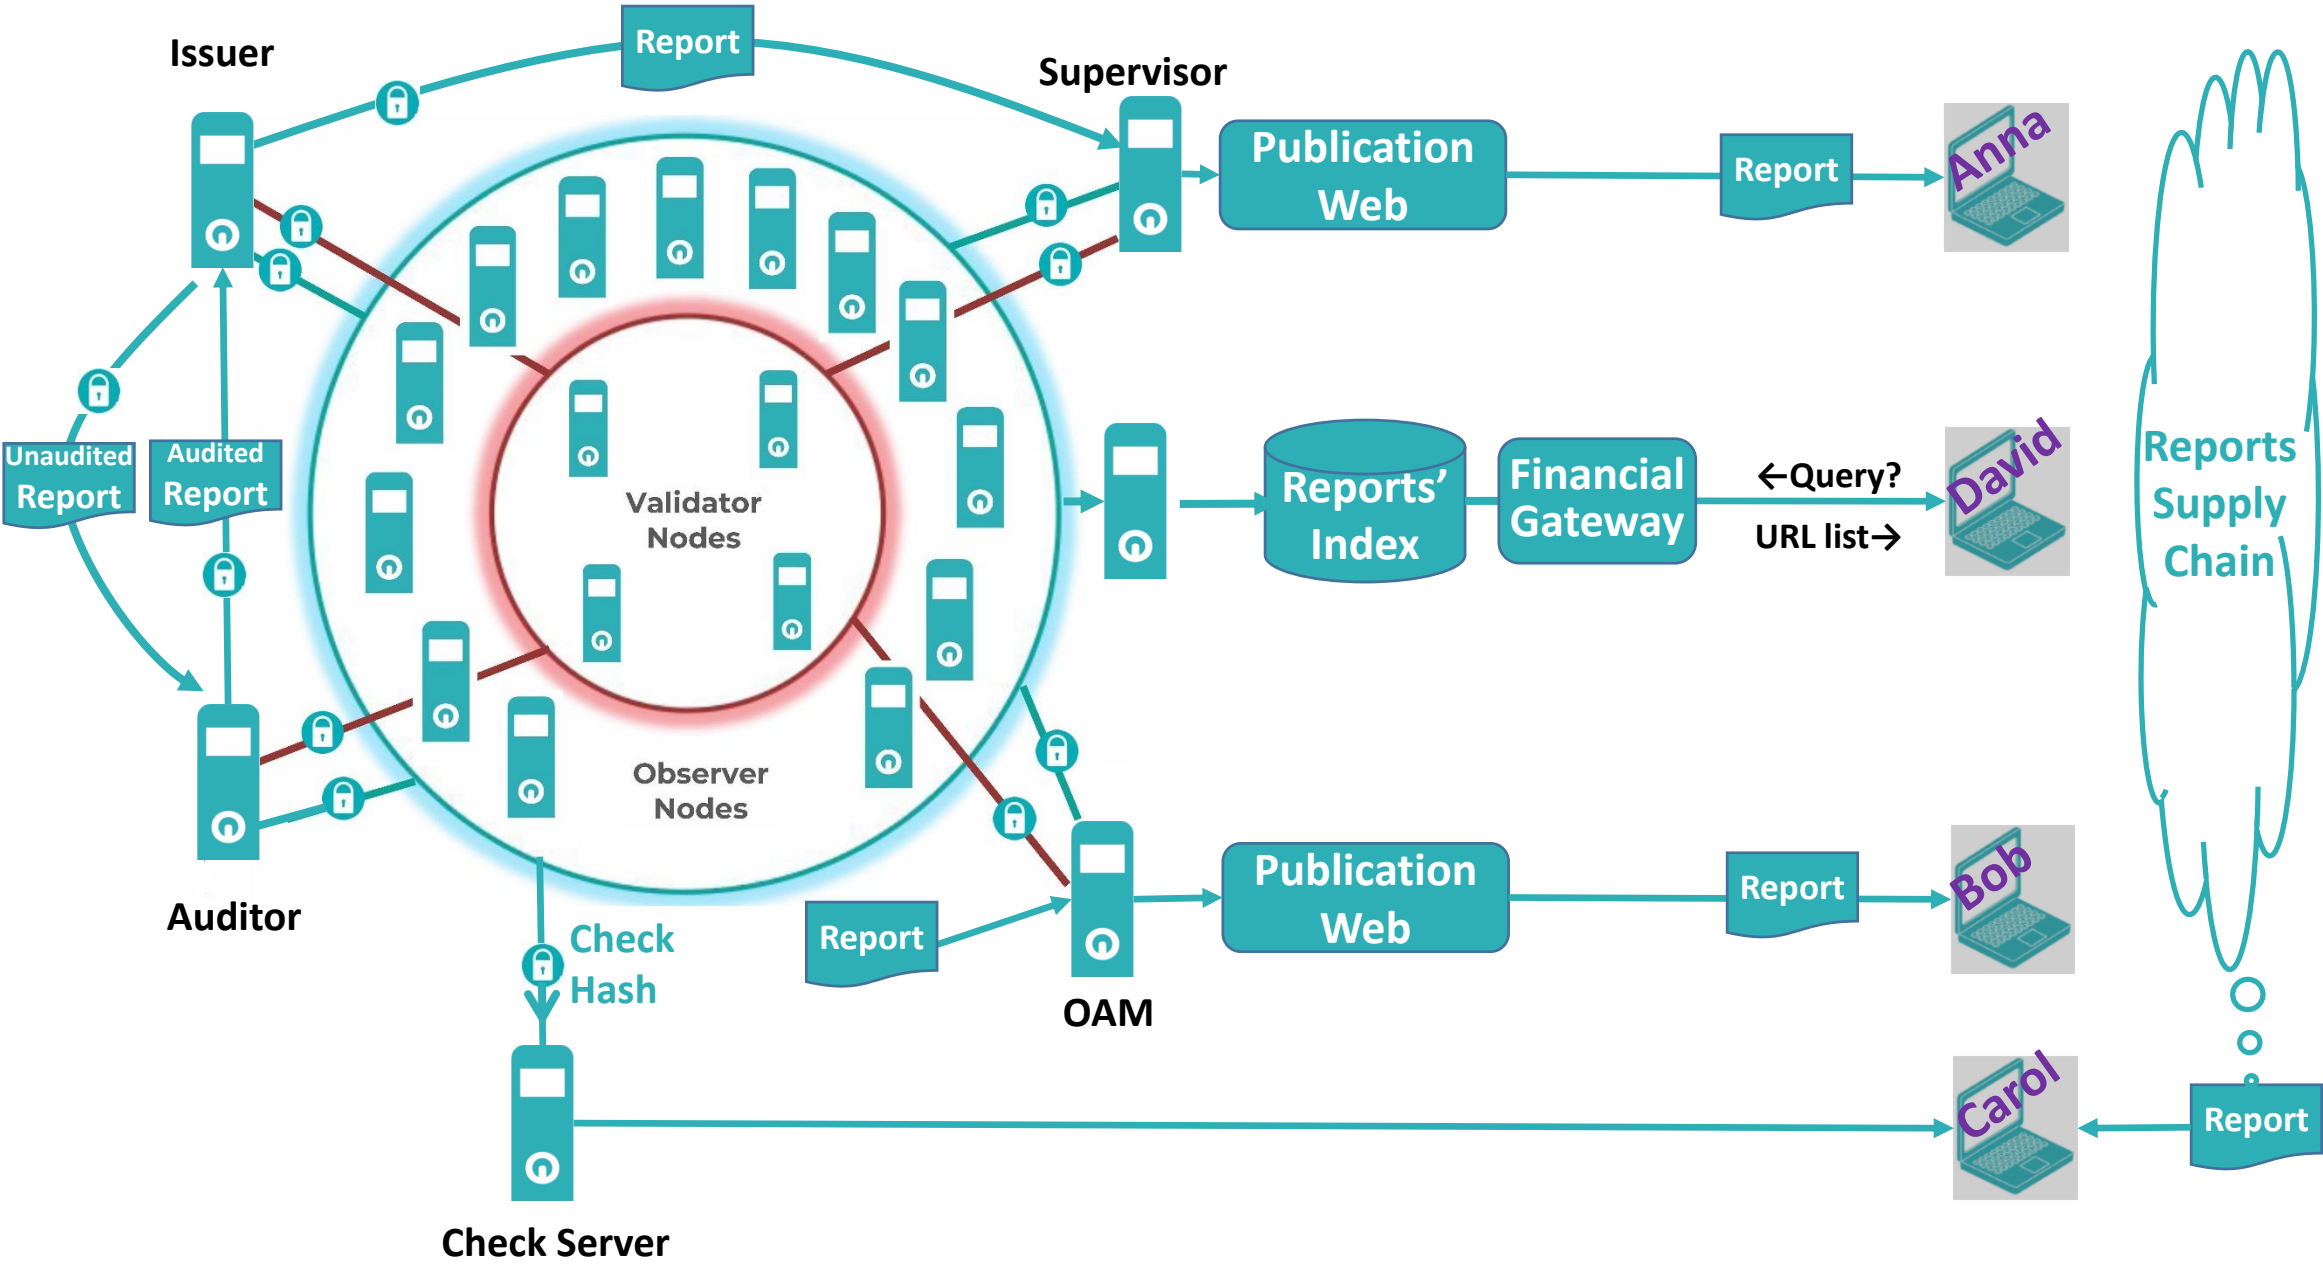 Issuer
Report
Supervisor
Publication
Web
Report
Anna
Unaudited
Report
Audited
Report
Validator
Nodes
Reports'
Index
Financial
Gateway
←Query?
URL list→
David
Reports
Supply
Chain
Observer
Nodes
Auditor
Check
Hash
Report
OAM
Publication
Web
Report
Bob
Carol
Report
Check Server